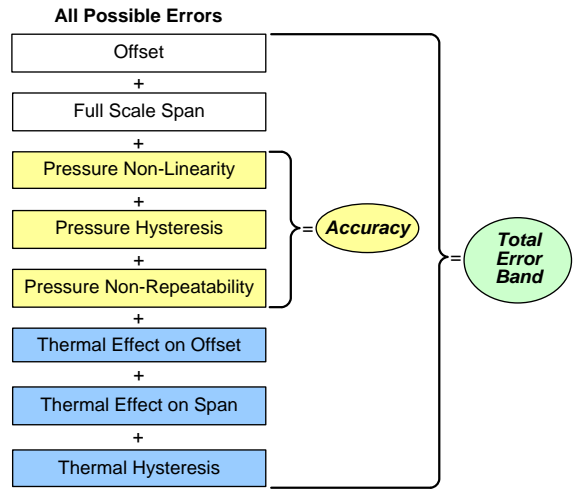 All Possible Errors
Offset
+
Full Scale Span
+
Pressure Non-Linearity
+
Pressure Hysteresis
+
Pressure Non-Repeatability
+
Thermal Effect on Offset
+
Thermal Effect on Span
+
Thermal Hysteresis
= Accuracy
= Total
Error
Band